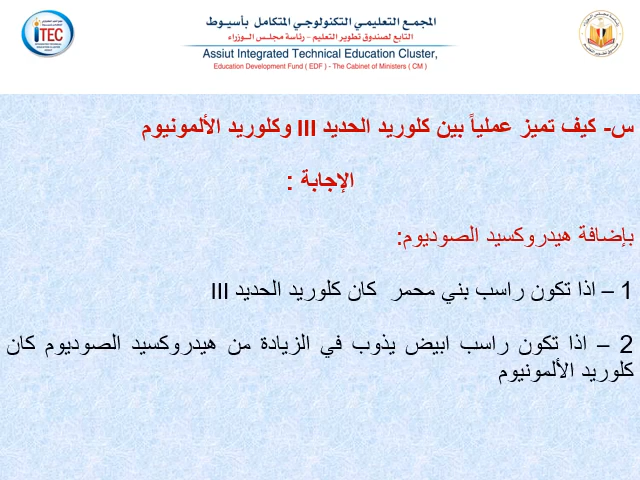 المجمع التعليمي التكنولوجي المتكامل بأسيوط
التابع لصندوق تطوير التعليم - رئاسة مجلس الوزراء
Assiut Integrated Technical Education Cluster,
Education Development Fund ( EDF ) - The Cabinet of Ministers ( CM )
iTEC
س- كيف تميز عملياً بين كلوريد الحديد III وكلوريد الألمونيوم
الإجابة :
بإضافة هيدروكسيد الصوديوم:
1 – اذا تكون راسب بني محمر كان كلوريد الحديد III
2 – اذا تكون راسب ابيض يذوب في الزيادة من هيدروكسيد الصوديوم كان
كلوريد الألمونيوم